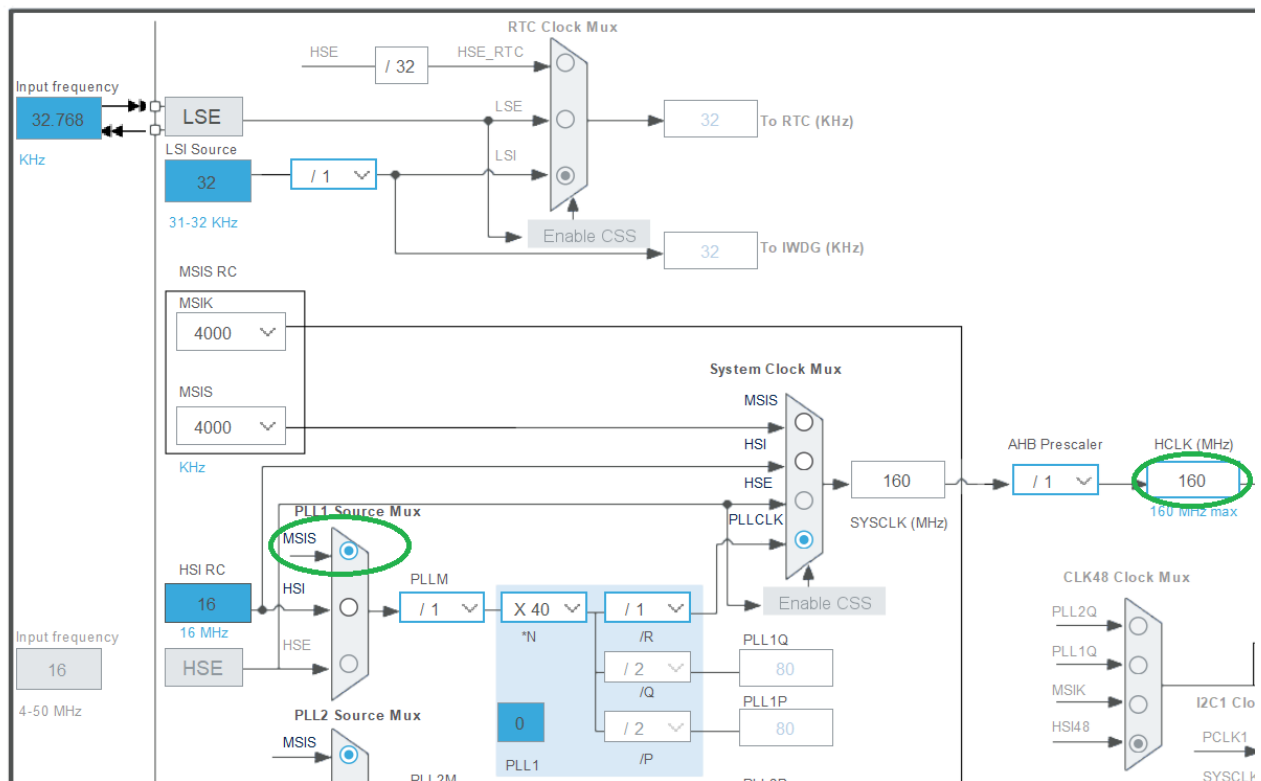 RTC Clock Mux
HSE
/ 32
HSE_RTC
Input frequency
32.768
KHz
LSE
LSE
32
To RTC (KHz)
LSI Source
32
31-32 KHz
/ 1
LSI
Enable CSS
32
To IWDG (KHz)
MSIS RC
MSIK
4000
MSIS
4000
KHz
System Clock Mux
MSIS
HSI
HSE
PLLCLK
160
SYSCLK (MHz)
Enable CSS
AHB Prescaler
/ 1
HCLK (MHz)
160
160 MHz max
PLL1 Source Mux
MSIS
HSI
HSE
HSI RC
16
16 MHz
Input frequency
16
4-50 MHz
HSE
PLLM
/ 1
X 40
*N
/ 1
/R
/ 2
/Q
/ 2
/P
0
PLL1
PLL1Q
80
PLL1P
80
CLK48 Clock Mux
PLL2Q
PLL1Q
MSIK
HSI48
I2C1 Clo
PCLK1
SYSCLK
PLL2 Source Mux
MSIS
PLL2M